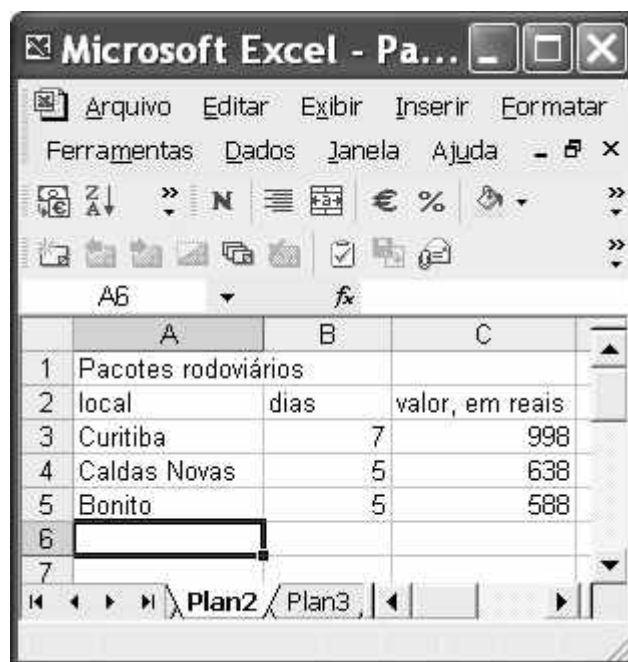 Microsoft Excel - Pa...
Arquivo Editar Exibir Inserir Formatar
Ferramentas Dados Janela Ajuda
N € %
A6 fx
A B C
1 Pacotes rodoviários
2 local dias valor, em reais
3 Curitiba 7 998
4 Caldas Novas 5 638
5 Bonito 5 588
6
7
Plan2 Plan3